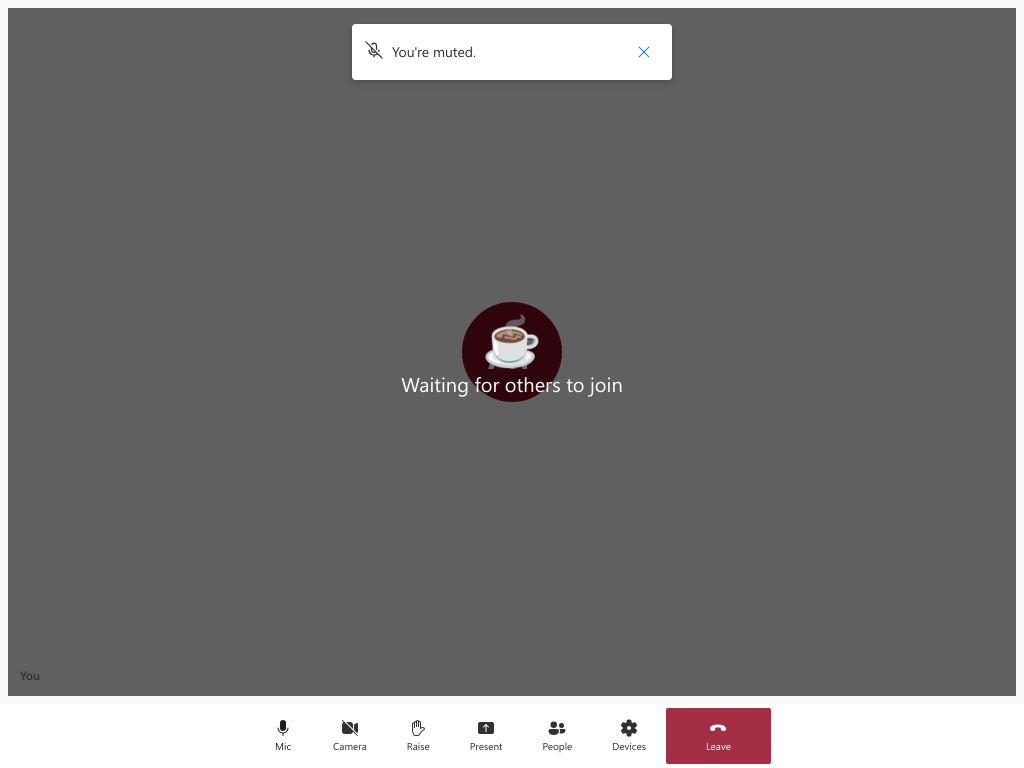 You're muted.
Waiting for others to join
You
Mic
Camera
Raise
Present
People
Devices
Leave